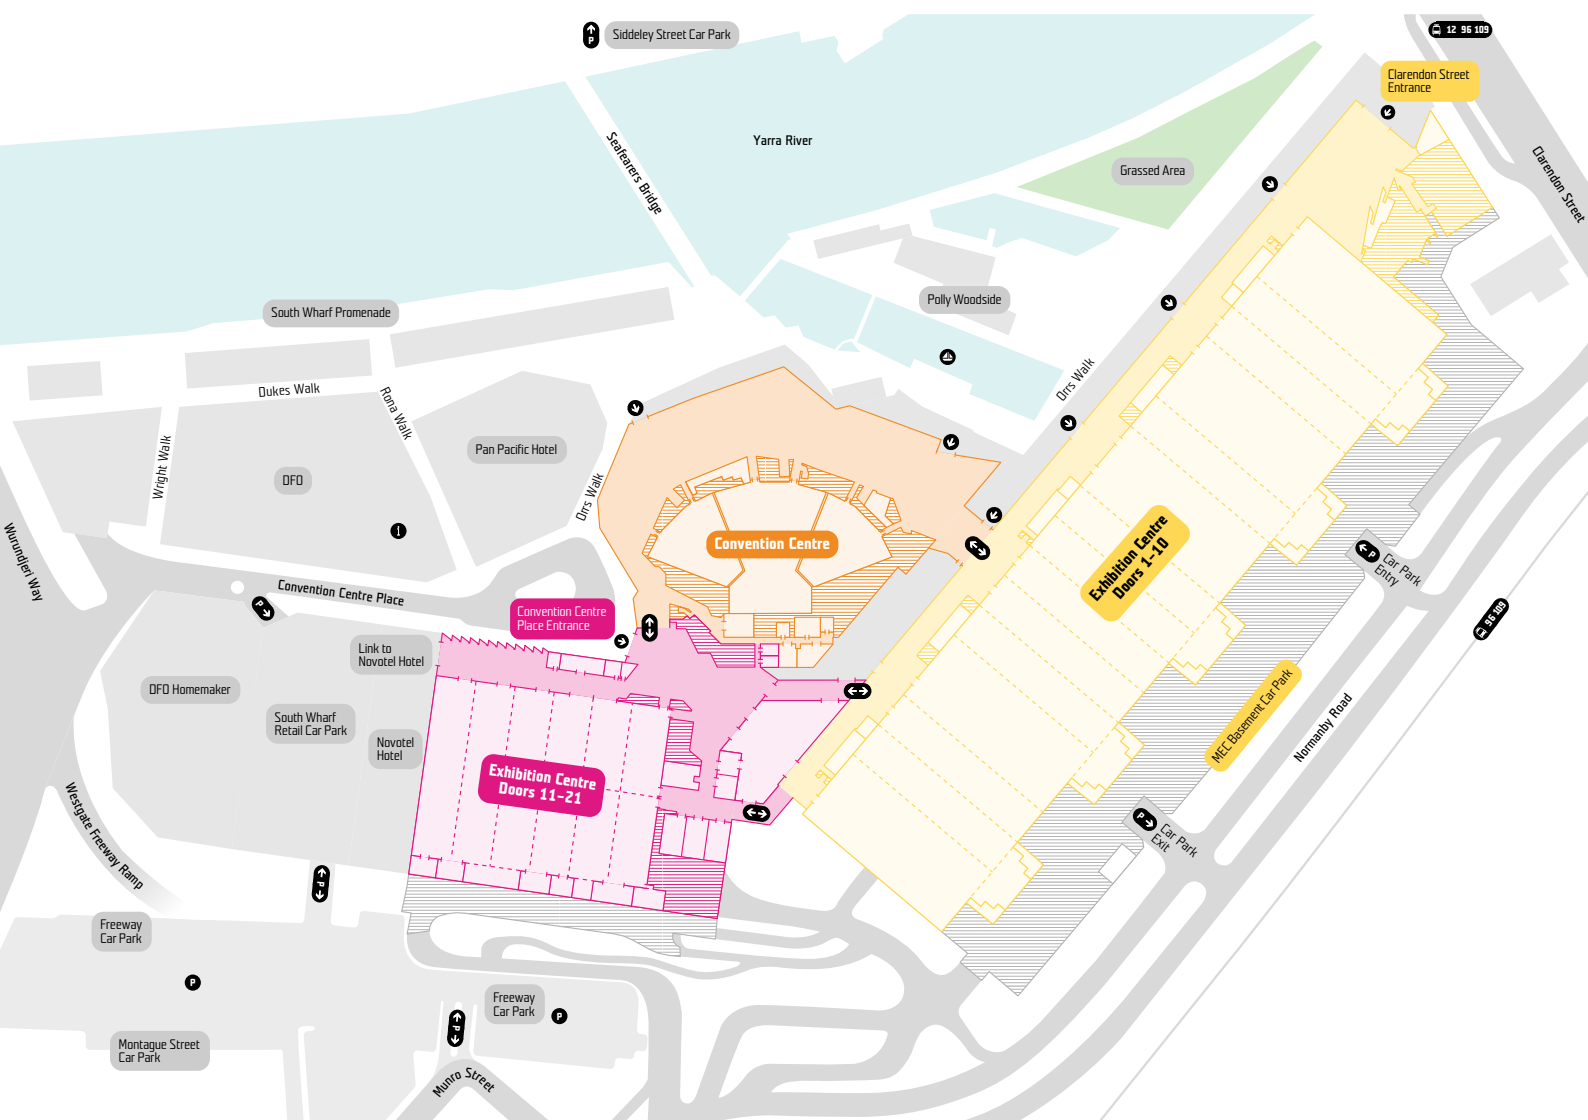 P
Siddeley Street Car Park
12 96 109
Clarendon Street
Entrance
Yarra River
Seafearers Bridge
Grassed Area
Clarendon Street
South Wharf Promenade
Polly Woodside
Dukes Walk
Rona Walk
Orrs Walk
Pan Pacific Hotel
Wright Walk
DFO
Orrs Walk
i
Convention Centre
Exhibition Centre
Doors 1-10
Wurundjeri Way
Car Park
Entry
P
Convention Centre Place
P
Convention Centre
Place Entrance
96 109
Link to
Novotel Hotel
DFO Homemaker
South Wharf
Retail Car Park
Novotel
Hotel
MEC Basement Car Park
Normanby Road
Exhibition Centre
Doors 11-21
Westgate Freeway Ramp
P
Car Park
Exit
P
Freeway
Car Park
P
Freeway
Car Park
P
Montague Street
Car Park
P
Munro Street